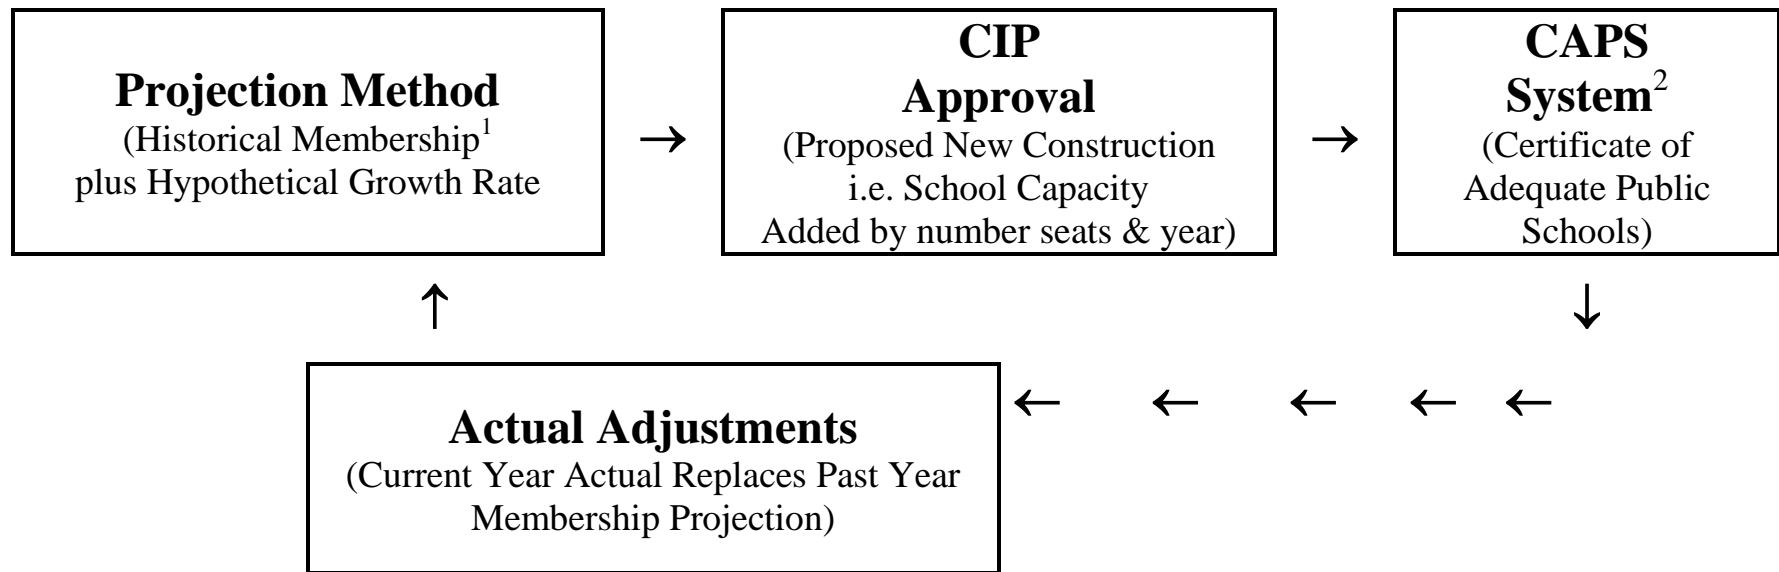 Projection Method
(Historical Membership¹
plus Hypothetical Growth Rate
→
CIP
Approval
(Proposed New Construction
i.e. School Capacity
Added by number seats & year)
→
CAPS
System²
(Certificate of
Adequate Public
Schools)
↑
↓
Actual Adjustments
(Current Year Actual Replaces Past Year
Membership Projection)
← ← ← ← ←